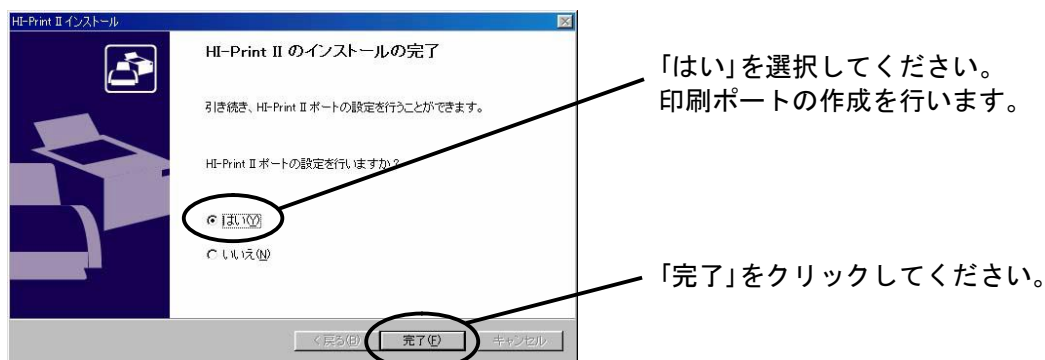 HI-Print Ⅱ インストール
HI-Print Ⅱ のインストールの完了
引き続き、HI-Print Ⅱ ポートの設定を行うことができます。
HI-Print Ⅱ ポートの設定を行いますか?
はい(Y)
いいえ(N)
< 戻る(B)
完了(F)
キャンセル
「はい」を選択してください。
印刷ポートの作成を行います。
「完了」をクリックしてください。